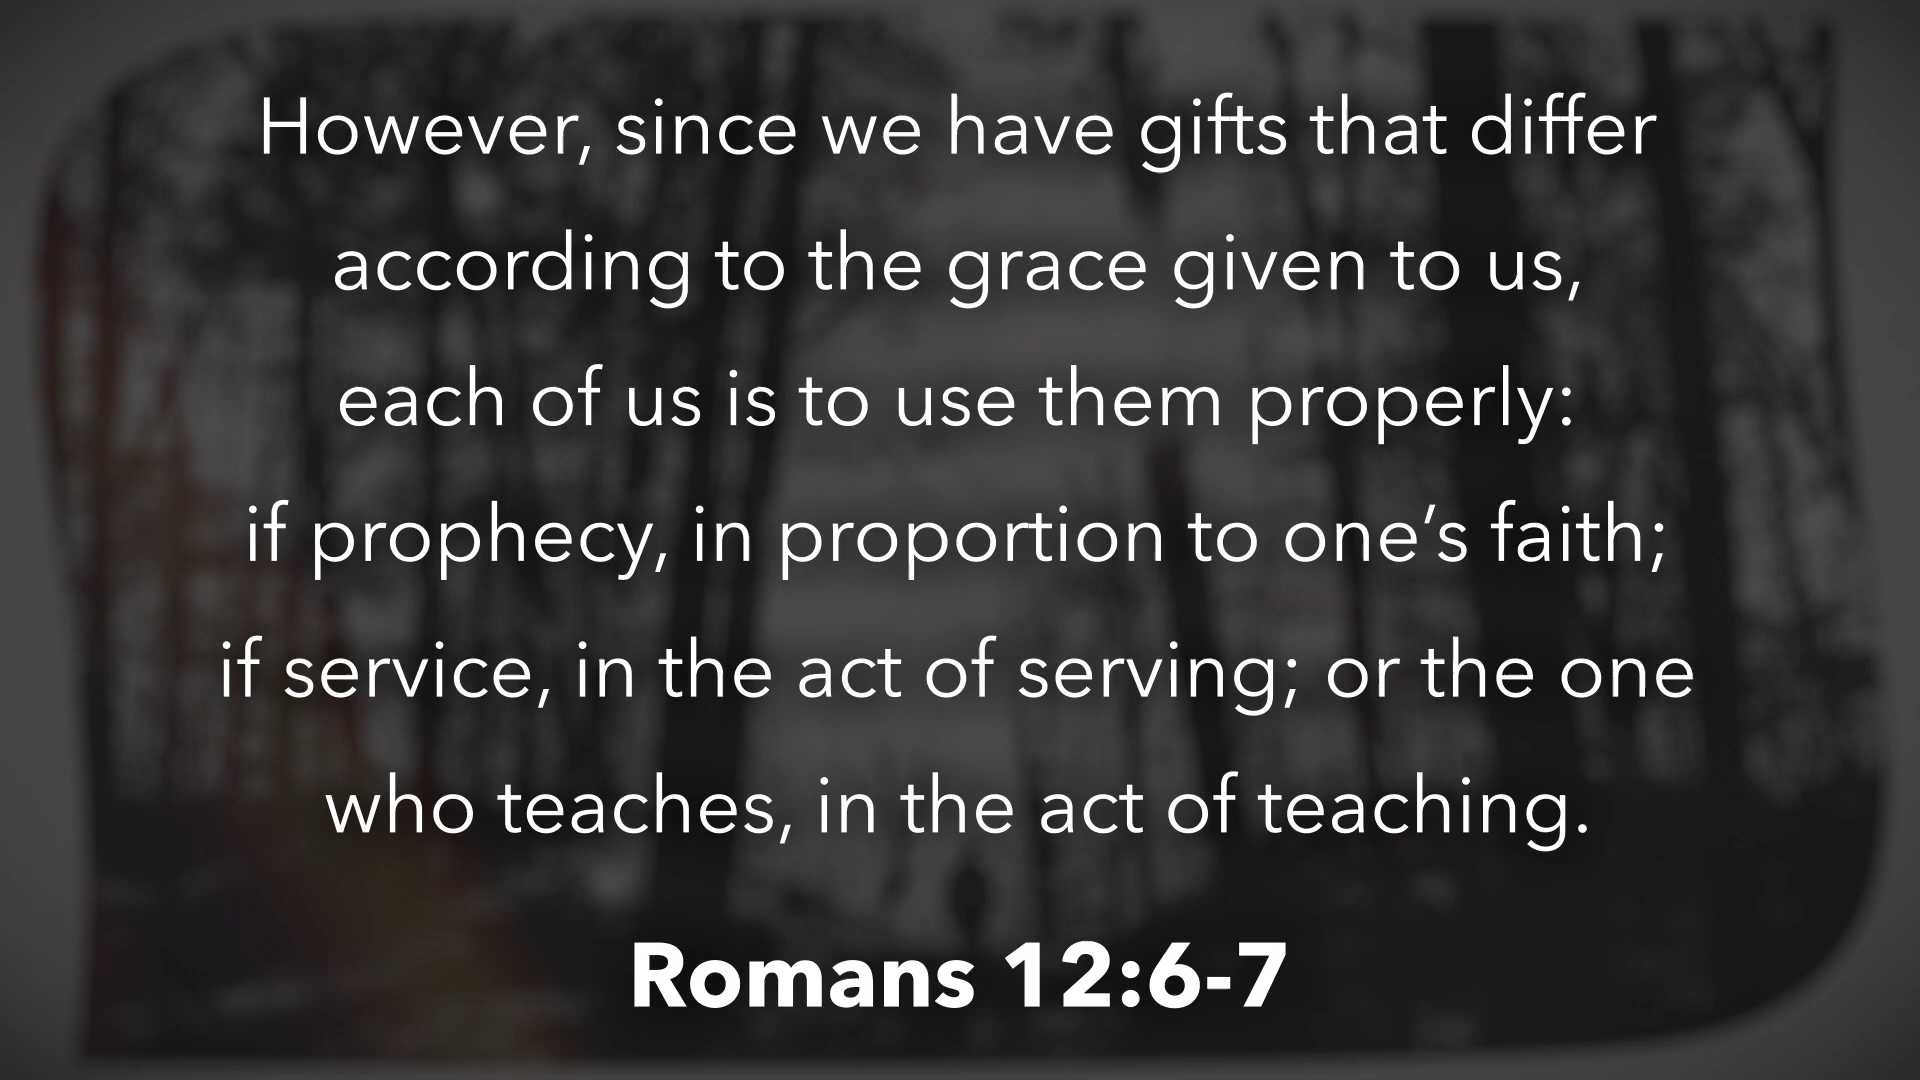 However, since we have gifts that differ
according to the grace given to us,
each of us is to use them properly:
if prophecy, in proportion to one’s faith;
if service, in the act of serving; or the one
who teaches, in the act of teaching.
Romans 12:6-7